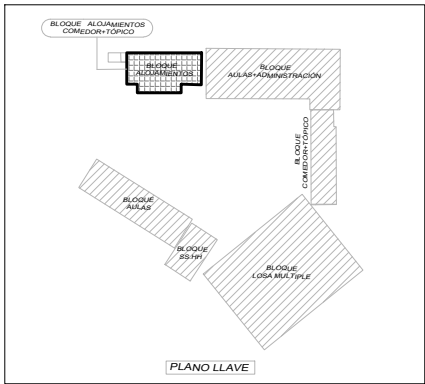 BLOQUE ALOJAMIENTOS
COMEDOR+TÓPICO
BLOQUE
ALOJAMIENTOS
BLOQUE
AULAS+ADMINISTRACIÓN
BLOQUE
COMEDOR+TÓPICO
BLOQUE
AULAS
BLOQUE
SS.HH
BLOQUE
LOSA MULTIPLE
PLANO LLAVE